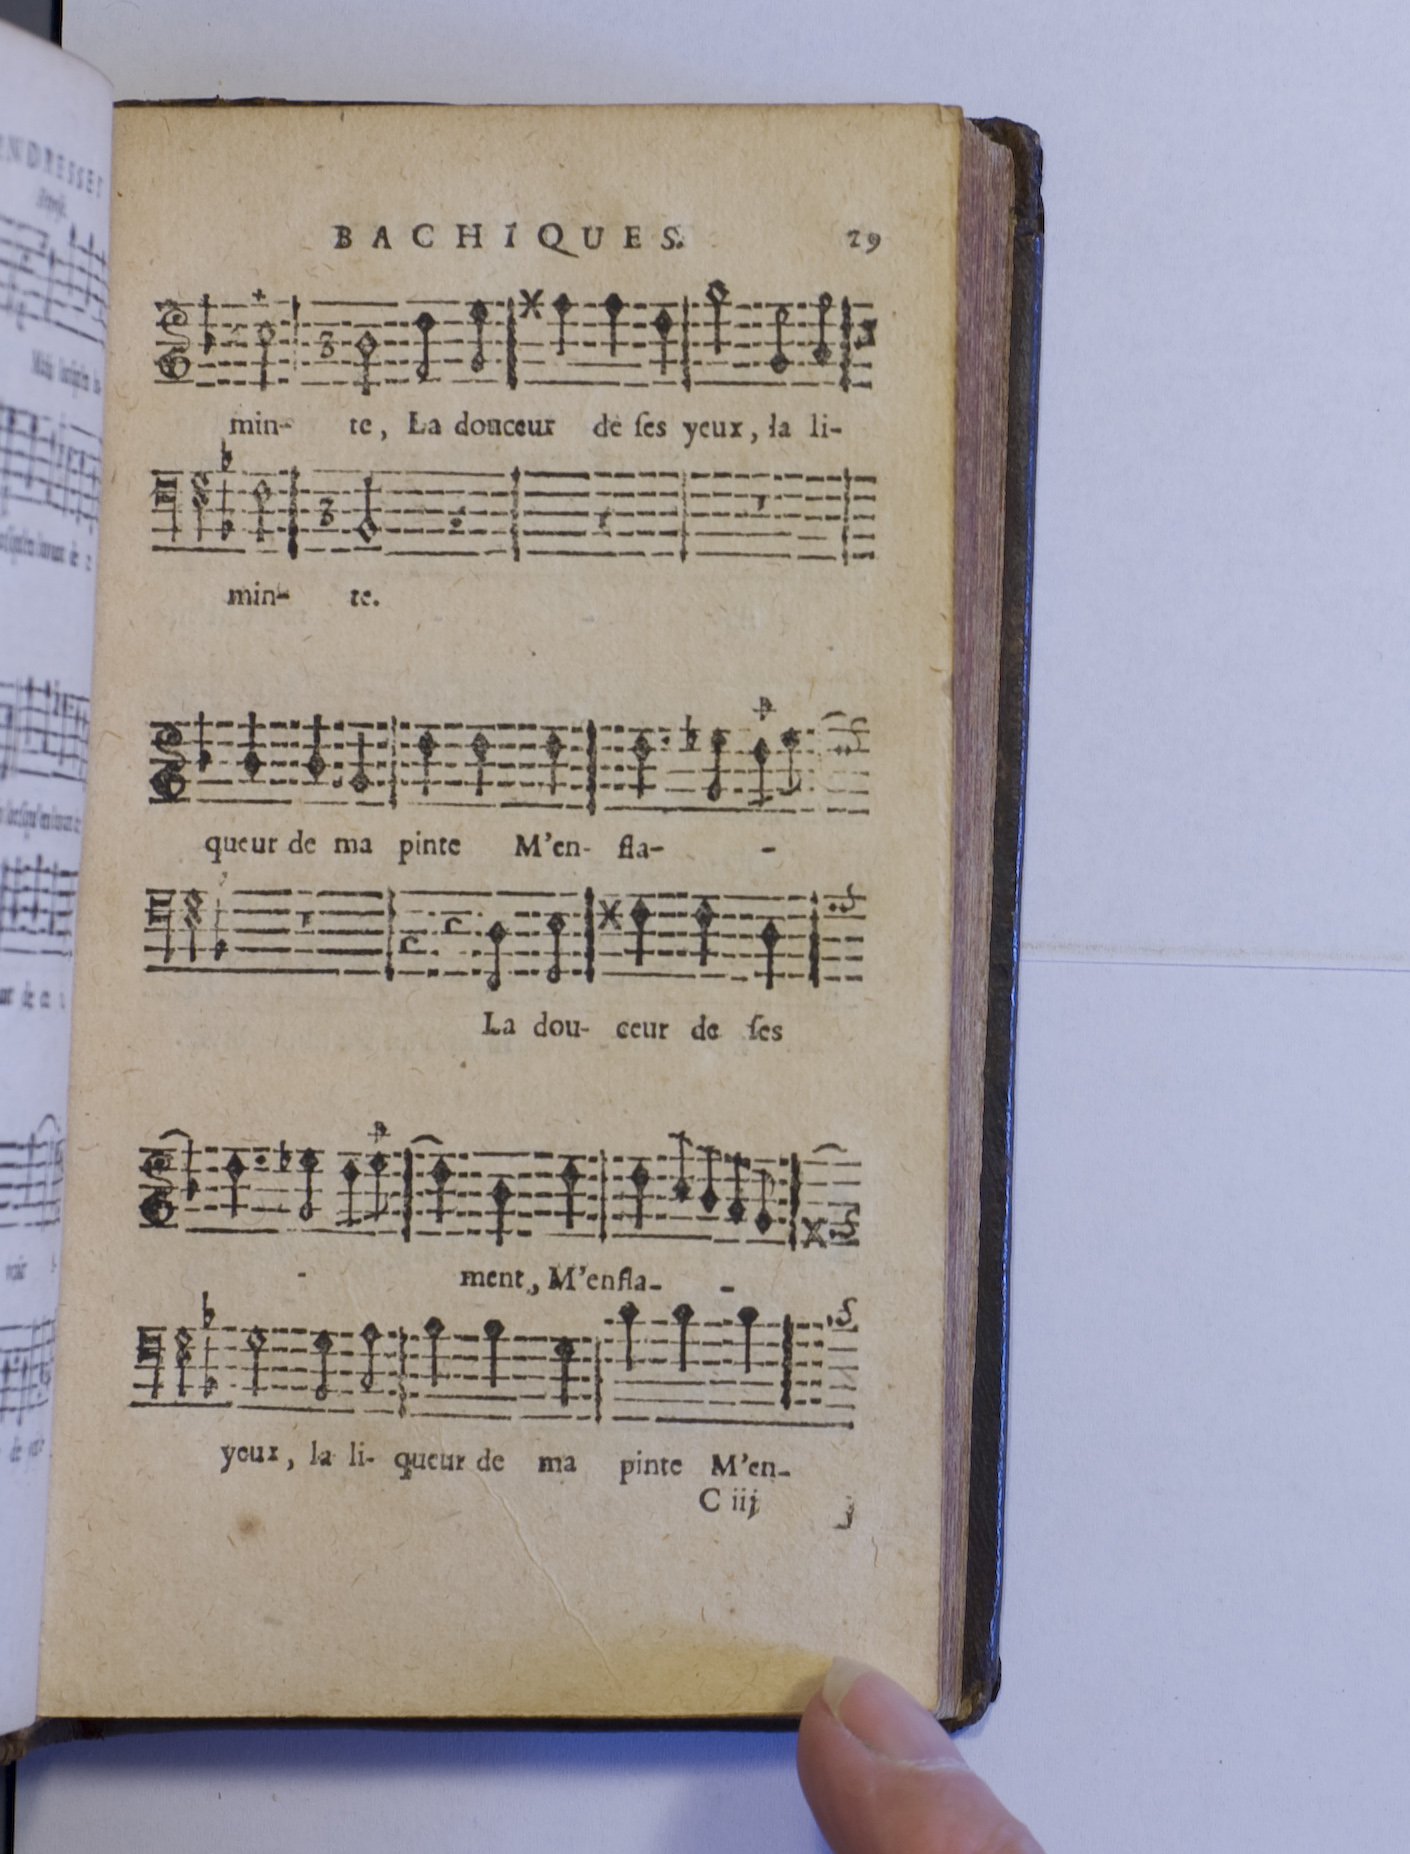 BACHIQUES. 29
min- te, La douceur de ſes yeux, la li-
min- te.
queur de ma pinte M'en- fla- -
La dou- ceur de ſes
- ment, M'enfla- -
yeux, la li- queur de ma pinte M'en-
C iij